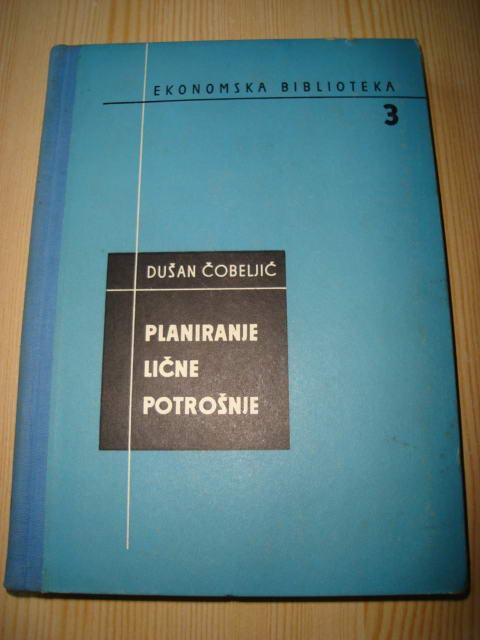 EKONOMSKA BIBLIOTEKA
3
DUŠAN ČOBELJIĆ
PLANIRANJE
LIČNE
POTROŠNJE